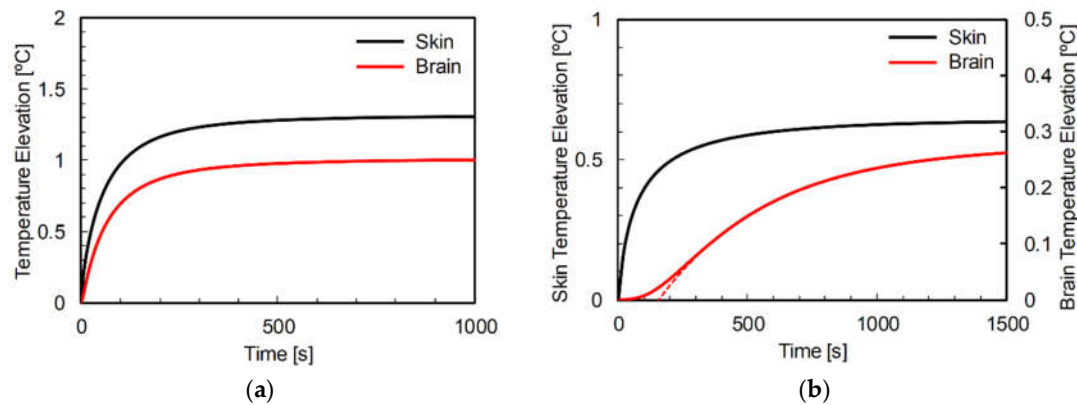 Temperature Elevation [ºC]
2
1.5
1
0.5
0
0
500
1000
Time [s]
Skin
Brain
(a)
Skin Temperature Elevation [ºC]
1
0.5
0
0
500
1000
1500
Time [s]
Skin
Brain
0.5
0.4
0.3
0.2
0.1
0
Brain Temperature Elevation [ºC]
(b)